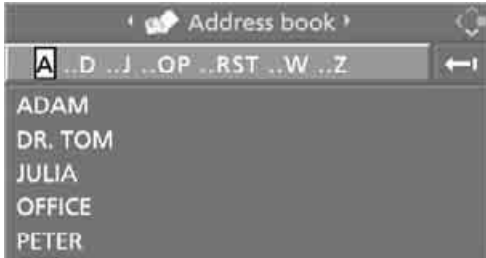 Address book
A ..D ..J ..OP ..RST ..W ..Z
ADAM
DR. TOM
JULIA
OFFICE
PETER